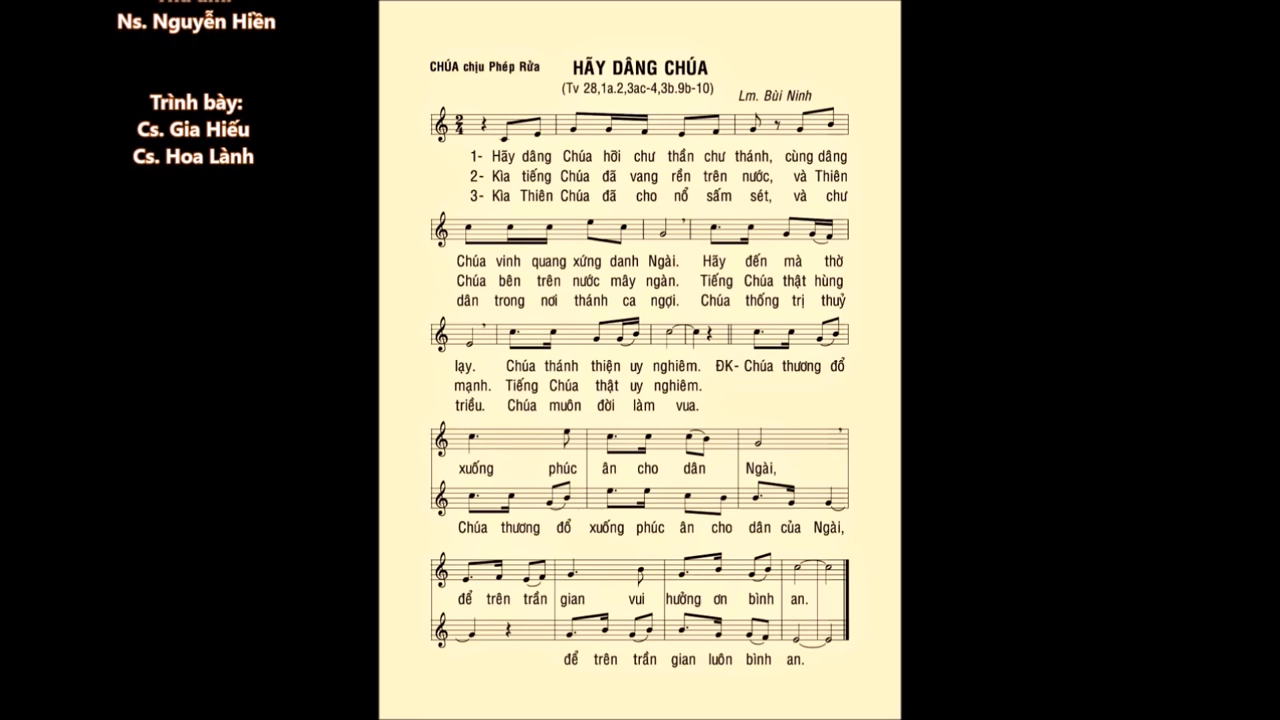 Ns. Nguyễn Hiền
Trình bày:
Cs. Gia Hiếu
Cs. Hoa Lành
CHÚA chịu Phép Rửa
HÃY DÂNG CHÚA
(Tv 28,1a.2,3ac-4,3b.9b-10)
Lm. Bùi Ninh
1- Hãy dâng Chúa hỡi chư thần chư thánh, cùng dâng
2- Kìa tiếng Chúa đã vang rền trên nước, và Thiên
3- Kìa Thiên Chúa đã cho nổ sấm sét, và chư
Chúa vinh quang xứng danh Ngài. Hãy đến mà thờ
Chúa bên trên nước mây ngàn. Tiếng Chúa thật hùng
dân trong nơi thánh ca ngợi. Chúa thống trị thuỷ
lạy. Chúa thánh thiện uy nghiêm. ĐK- Chúa thương đổ
mạnh. Tiếng Chúa thật uy nghiêm.
triều. Chúa muôn đời làm vua.
xuống phúc ân cho dân Ngài,
Chúa thương đổ xuống phúc ân cho dân của Ngài,
để trên trần gian vui hưởng ơn bình an.
để trên trần gian luôn bình an.